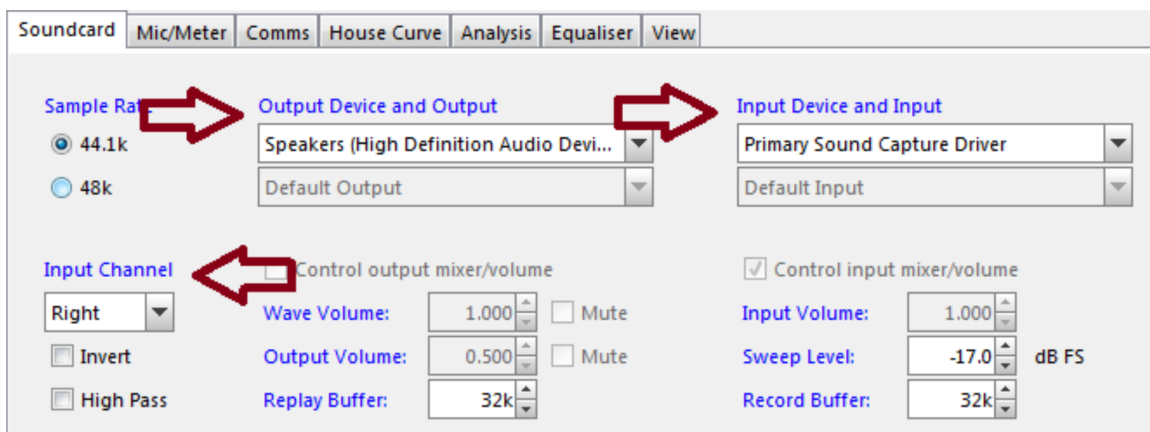 Soundcard Mic/Meter Comms House Curve Analysis Equaliser View
Sample Rate Output Device and Output Input Device and Input
44.1k Speakers (High Definition Audio Devi... Primary Sound Capture Driver
48k Default Output Default Input
Input Channel Control output mixer/volume Control input mixer/volume
Right Wave Volume: 1.000 Mute Input Volume: 1.000
Invert Output Volume: 0.500 Mute Sweep Level: -17.0 dB FS
High Pass Replay Buffer: 32k Record Buffer: 32k